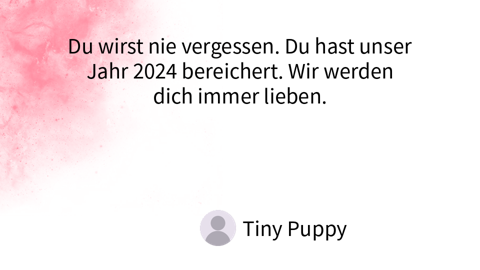 Du wirst nie vergessen. Du hast unser
Jahr 2024 bereichert. Wir werden
dich immer lieben.
Tiny Puppy